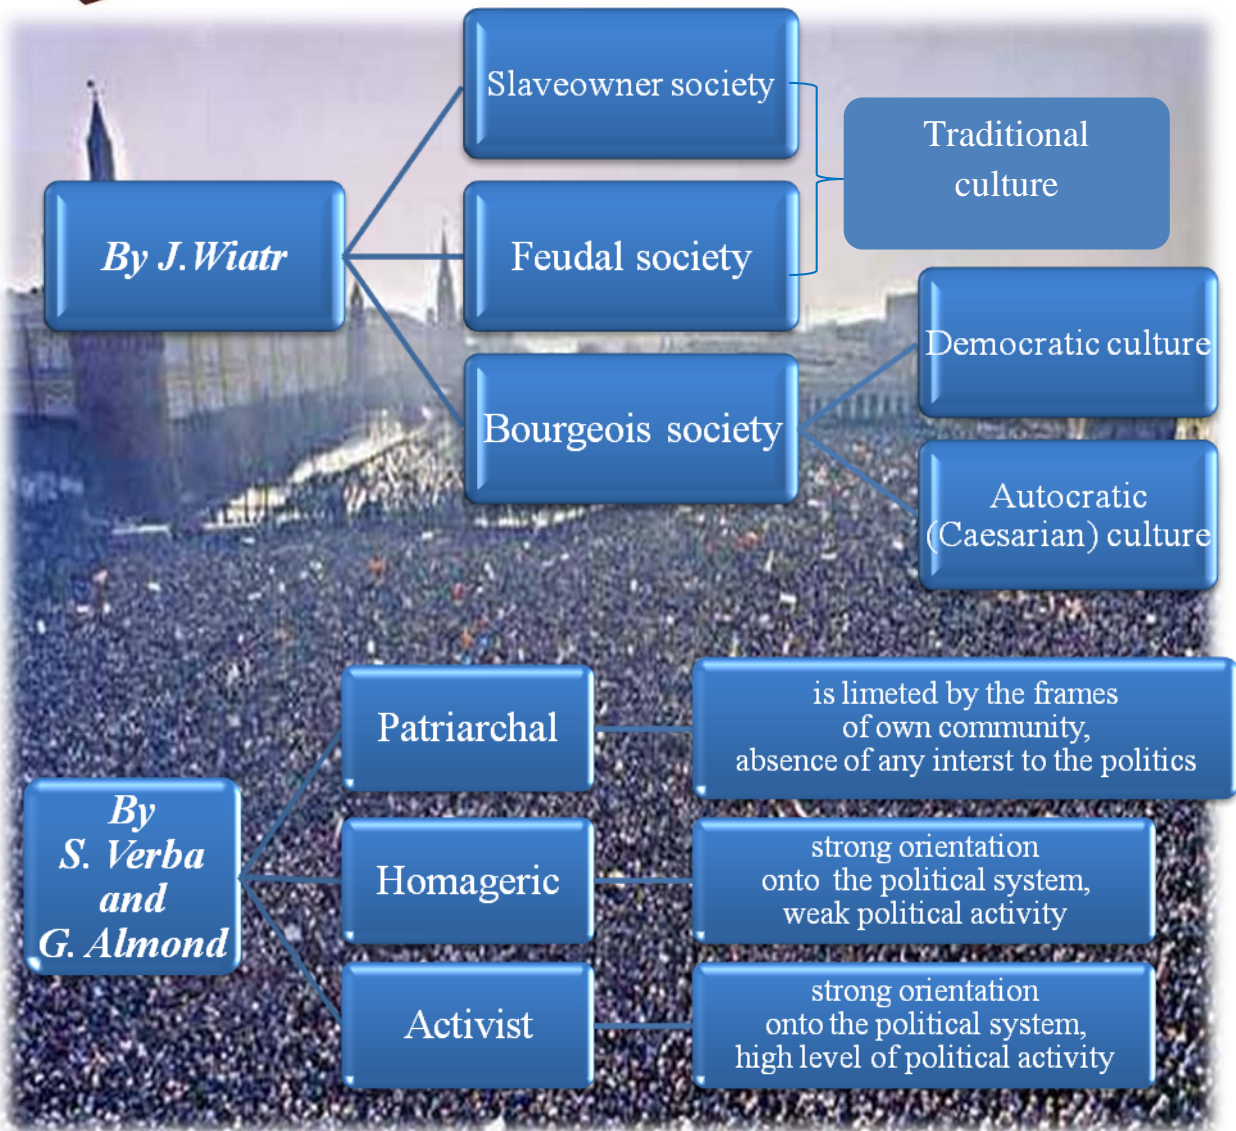 By J.Wiatr
Slaveowner society
Feudal society
Traditional
culture
Bourgeois society
Democratic culture
Autocratic
(Caesarian) culture
By
S. Verba
and
G. Almond
Patriarchal
is limeted by the frames
of own community,
absence of any interst to the politics
Homageric
strong orientation
onto the political system,
weak political activity
Activist
strong orientation
onto the political system,
high level of political activity